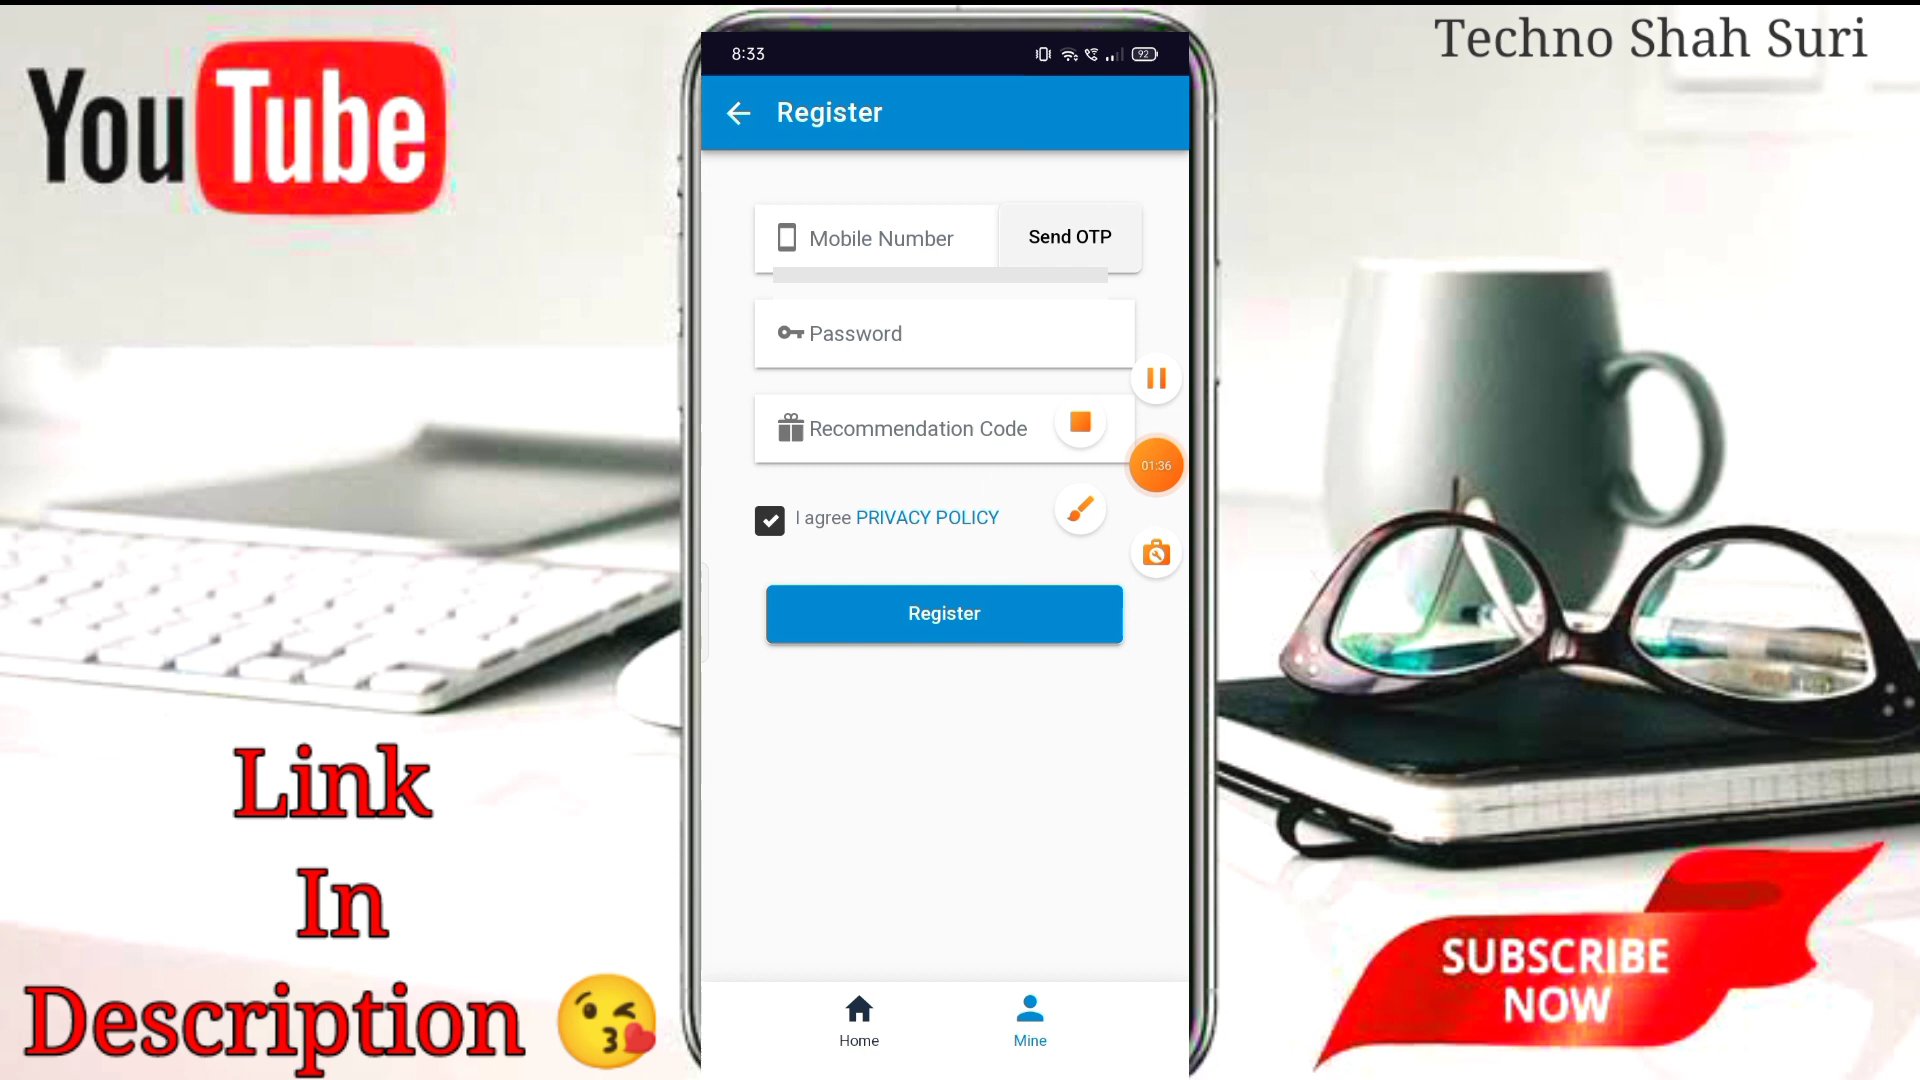 YouTube
Techno Shah Suri
8:33
92
Register
Mobile Number
Send OTP
Password
Recommendation Code
01:36
I agree PRIVACY POLICY
Register
Link
In
Description 😘
SUBSCRIBE
NOW
Home
Mine